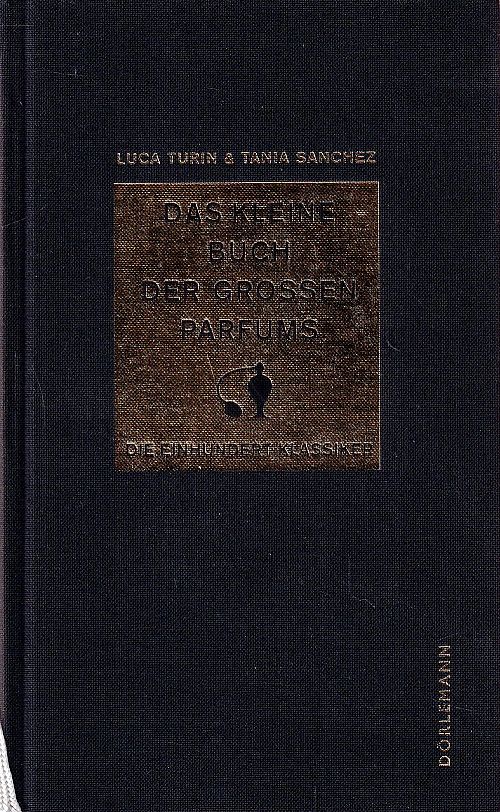 LUCA TURIN & TANIA SANCHEZ
DAS KLEINE
BUCH
DER GROSSEN
PARFUMS
DIE EINHUNDERT KLASSIKER
DÖRLEMANN